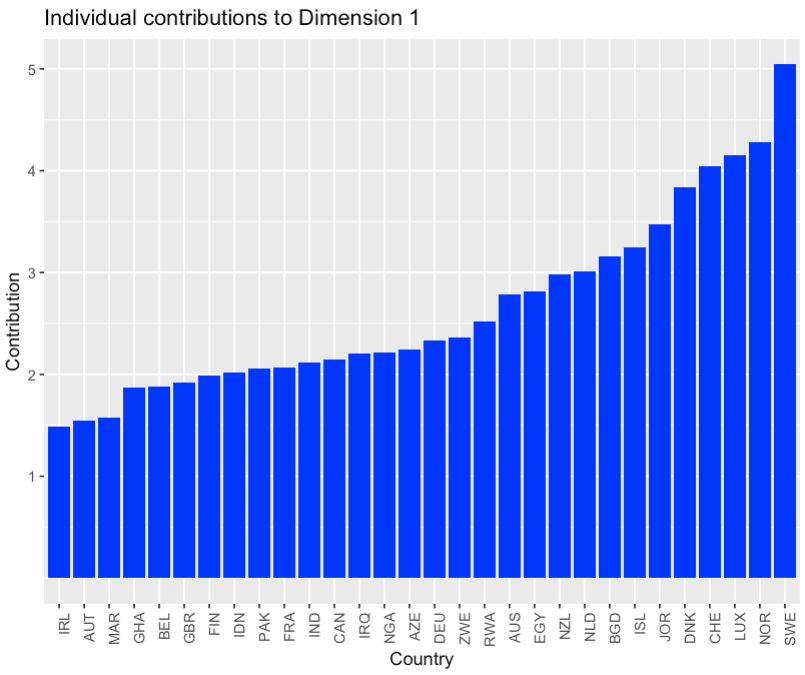 Individual contributions to Dimension 1
Contribution
5
4
3
2
1
IRL AUT MAR GHA BEL GBR FIN IDN PAK FRA IND CAN IRQ NGA AZE DEU ZWE RWA AUS EGY NZL NLD BGD ISL JOR DNK CHE LUX NOR SWE
Country